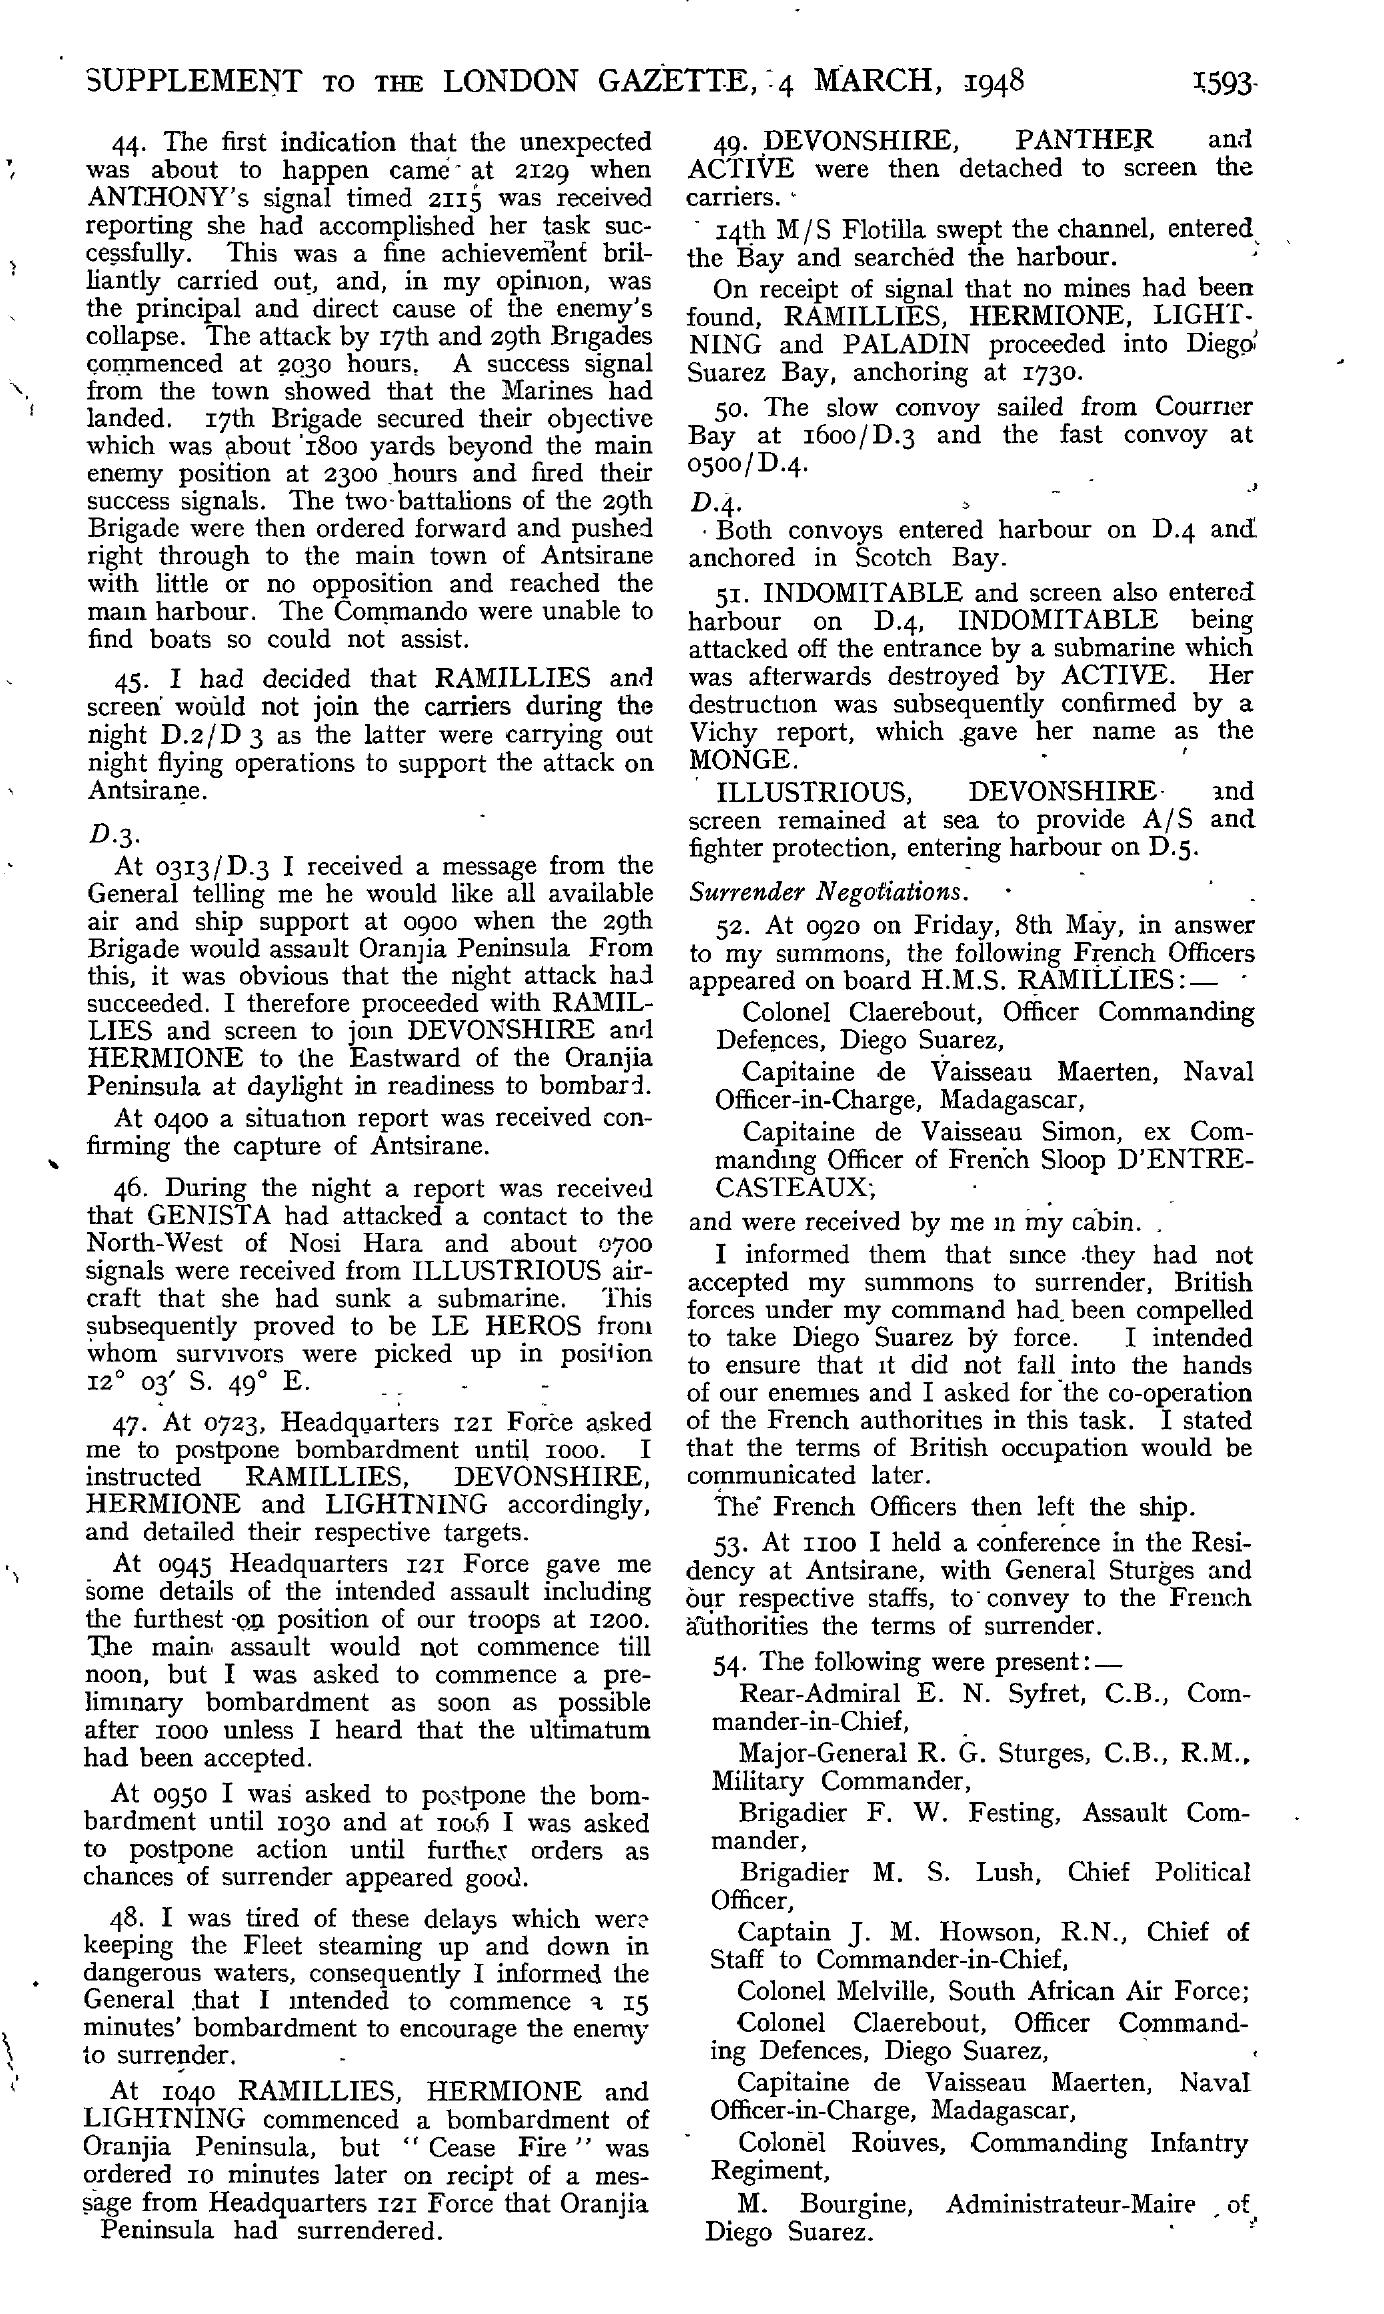 SUPPLEMENT TO THE LONDON GAZETTE, 4 MARCH, 1948 1593
44. The first indication that the unexpected
was about to happen came at 2129 when
ANTHONY's signal timed 2115 was received
reporting she had accomplished her task suc-
cessfully. This was a fine achievement bril-
liantly carried out, and, in my opinion, was
the principal and direct cause of the enemy's
collapse. The attack by 17th and 29th Brigades
commenced at 2030 hours. A success signal
from the town showed that the Marines had
landed. 17th Brigade secured their objective
which was about 1800 yards beyond the main
enemy position at 2300 hours and fired their
success signals. The two battalions of the 29th
Brigade were then ordered forward and pushed
right through to the main town of Antsirane
with little or no opposition and reached the
main harbour. The Commando were unable to
find boats so could not assist.
45. I had decided that RAMILLIES and
screen would not join the carriers during the
night D.2/D 3 as the latter were carrying out
night flying operations to support the attack on
Antsirane.
D.3.
At 0313/D.3 I received a message from the
General telling me he would like all available
air and ship support at 0900 when the 29th
Brigade would assault Oranjia Peninsula From
this, it was obvious that the night attack had
succeeded. I therefore proceeded with RAMIL-
LIES and screen to join DEVONSHIRE and
HERMIONE to the Eastward of the Oranjia
Peninsula at daylight in readiness to bombard.
At 0400 a situation report was received con-
firming the capture of Antsirane.
46. During the night a report was received
that GENISTA had attacked a contact to the
North-West of Nosi Hara and about 0700
signals were received from ILLUSTRIOUS air-
craft that she had sunk a submarine. This
subsequently proved to be LE HEROS from
whom survivors were picked up in position
12° 03′ S. 49° E.
47. At 0723, Headquarters 121 Force asked
me to postpone bombardment until 1000. I
instructed RAMILLIES, DEVONSHIRE,
HERMIONE and LIGHTNING accordingly,
and detailed their respective targets.
At 0945 Headquarters 121 Force gave me
some details of the intended assault including
the furthest on position of our troops at 1200.
The main assault would not commence till
noon, but I was asked to commence a pre-
liminary bombardment as soon as possible
after 1000 unless I heard that the ultimatum
had been accepted.
At 0950 I was asked to postpone the bom-
bardment until 1030 and at 1006 I was asked
to postpone action until further orders as
chances of surrender appeared good.
48. I was tired of these delays which were
keeping the Fleet steaming up and down in
dangerous waters, consequently I informed the
General that I intended to commence a 15
minutes' bombardment to encourage the enemy
to surrender.
At 1040 RAMILLIES, HERMIONE and
LIGHTNING commenced a bombardment of
Oranjia Peninsula, but "Cease Fire" was
ordered 10 minutes later on recipt of a mes-
sage from Headquarters 121 Force that Oranjia
Peninsula had surrendered.
49. DEVONSHIRE, PANTHER and
ACTIVE were then detached to screen the
carriers.
14th M/S Flotilla swept the channel, entered
the Bay and searched the harbour.
On receipt of signal that no mines had been
found, RAMILLIES, HERMIONE, LIGHT-
NING and PALADIN proceeded into Diego
Suarez Bay, anchoring at 1730.
50. The slow convoy sailed from Courrier
Bay at 1600/D.3 and the fast convoy at
0500/D.4.
D.4.
Both convoys entered harbour on D.4 and
anchored in Scotch Bay.
51. INDOMITABLE and screen also entered
harbour on D.4, INDOMITABLE being
attacked off the entrance by a submarine which
was afterwards destroyed by ACTIVE. Her
destruction was subsequently confirmed by a
Vichy report, which gave her name as the
MONGE.
ILLUSTRIOUS, DEVONSHIRE and
screen remained at sea to provide A/S and
fighter protection, entering harbour on D.5.
Surrender Negotiations.
52. At 0920 on Friday, 8th May, in answer
to my summons, the following French Officers
appeared on board H.M.S. RAMILLIES:—
Colonel Claerebout, Officer Commanding
Defences, Diego Suarez,
Capitaine de Vaisseau Maerten, Naval
Officer-in-Charge, Madagascar,
Capitaine de Vaisseau Simon, ex Com-
manding Officer of French Sloop D'ENTRE-
CASTEAUX;
and were received by me in my cabin.
I informed them that since they had not
accepted my summons to surrender, British
forces under my command had been compelled
to take Diego Suarez by force. I intended
to ensure that it did not fall into the hands
of our enemies and I asked for the co-operation
of the French authorities in this task. I stated
that the terms of British occupation would be
communicated later.
The French Officers then left the ship.
53. At 1100 I held a conference in the Resi-
dency at Antsirane, with General Sturges and
our respective staffs, to convey to the French
authorities the terms of surrender.
54. The following were present:—
Rear-Admiral E. N. Syfret, C.B., Com-
mander-in-Chief,
Major-General R. G. Sturges, C.B., R.M.,
Military Commander,
Brigadier F. W. Festing, Assault Com-
mander,
Brigadier M. S. Lush, Chief Political
Officer,
Captain J. M. Howson, R.N., Chief of
Staff to Commander-in-Chief,
Colonel Melville, South African Air Force;
Colonel Claerebout, Officer Command-
ing Defences, Diego Suarez,
Capitaine de Vaisseau Maerten, Naval
Officer-in-Charge, Madagascar,
Colonel Rouves, Commanding Infantry
Regiment,
M. Bourgine, Administrateur-Maire of
Diego Suarez.